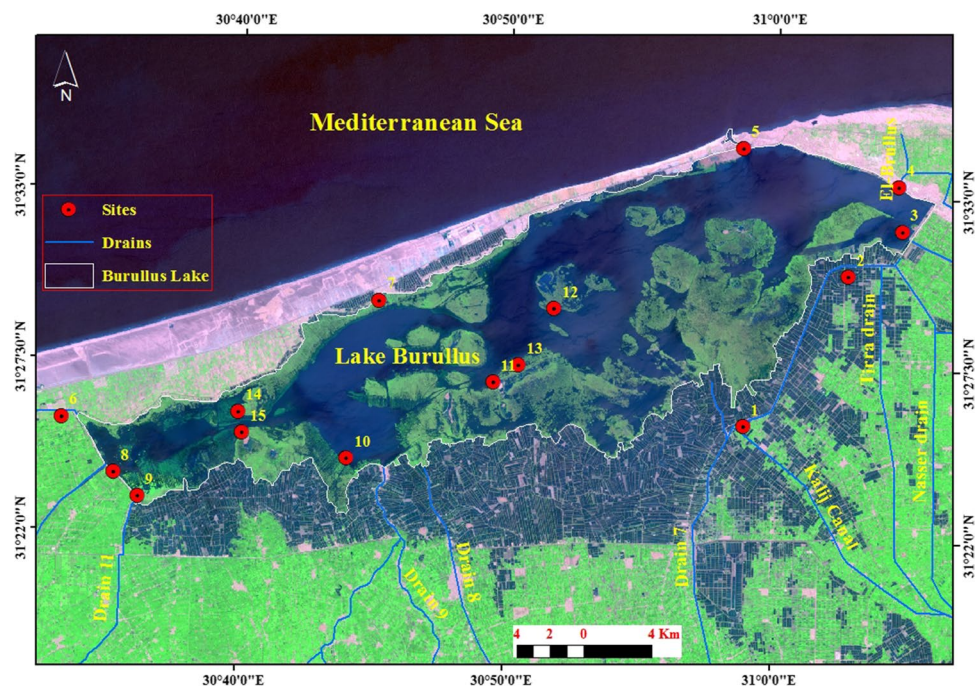 30°40'0"E 30°50'0"E 31°0'0"E
N
Mediterranean Sea
5
El-Brullus
4
31°33'0"N
31°33'0"N
Sites
Drains
Burullus Lake
3
2
7
12
Tirra drain
Lake Burullus
13
11
31°27'30"N
31°27'30"N
6
14
15
1
10
8
9
Nasser drain
Kallij Canal
31°22'0"N
31°22'0"N
Drain 11
Drain 9
Drain 8
Drain 7
4 2 0 4 Km
30°40'0"E 30°50'0"E 31°0'0"E